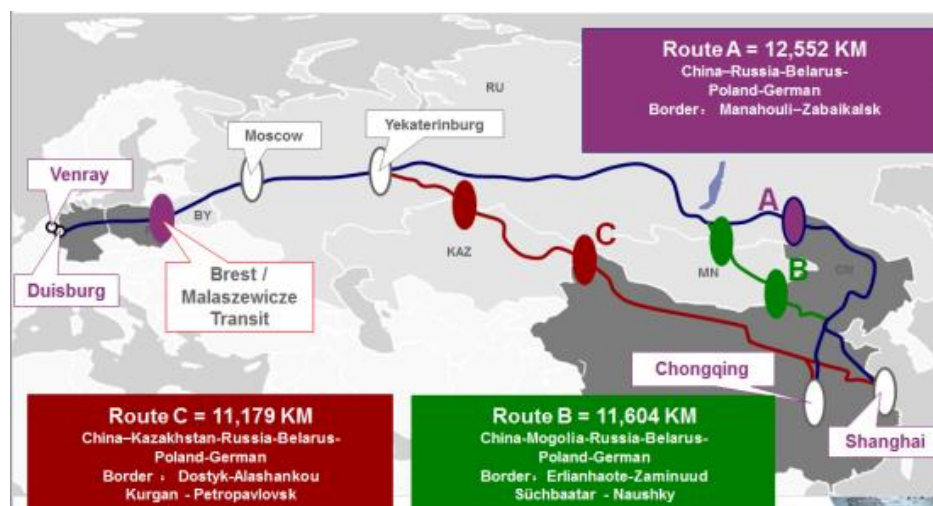 Route A = 12,552 KM
China–Russia-Belarus-
Poland-German
Border： Manahouli–Zabaikalsk
RU
Yekaterinburg
Moscow
Venray
A
BY
C
CN
KAZ
MN
B
Brest /
Malaszewicze
Transit
Duisburg
Chongqing
Shanghai
Route C = 11,179 KM
China–Kazakhstan-Russia-Belarus-
Poland-German
Border ： Dostyk-Alashankou
Kurgan - Petropavlovsk
Route B = 11,604 KM
China-Mogolia-Russia-Belarus-
Poland-German
Border： Erlianhaote-Zaminuud
Süchbaatar - Naushky